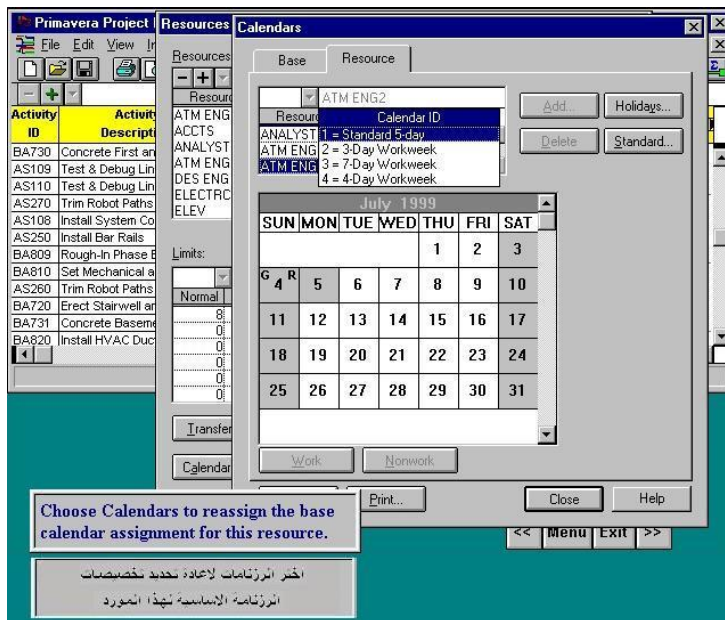 Primavera Project
Resources
Calendars
File Edit View
Base
Resource
Resources
ATM ENG2
Add...
Holidays...
Delete
Standard...
Calendar ID
1 = Standard 5-day
2 = 3-Day Workweek
3 = 7-Day Workweek
4 = 4-Day Workweek
ANALYST
ATM ENG
ATM ENG
Activity
ID
Activity
Descripti
BA730 Concrete First an
AS109 Test & Debug Lin
AS110 Test & Debug Lin
AS270 Trim Robot Paths
AS108 Install System Co
AS250 Install Bar Rails
BA809 Rough-In Phase
BA810 Set Mechanical a
AS260 Trim Robot Paths
BA720 Erect Stairwell an
BA731 Concrete Baseme
BA820 Install HVAC Duc
Resour
ATM ENG
ACCTS
ANALYST
ATM ENG
DES ENG
ELECTRC
ELEV
Limits:
Normal
8
0
0
0
0
0
Transfer
Calendar
July 1999
SUN MON TUE WED THU FRI SAT
1 2 3
G 4 R 5 6 7 8 9 10
11 12 13 14 15 16 17
18 19 20 21 22 23 24
25 26 27 28 29 30 31
Work
Nonwork
Print...
Close
Help
<< Menu Exit >>
Choose Calendars to reassign the base
calendar assignment for this resource.
اختر الرزنامات لاعادة تحديد تخصيصات
الرزنامة الاساسية لهذا المورد